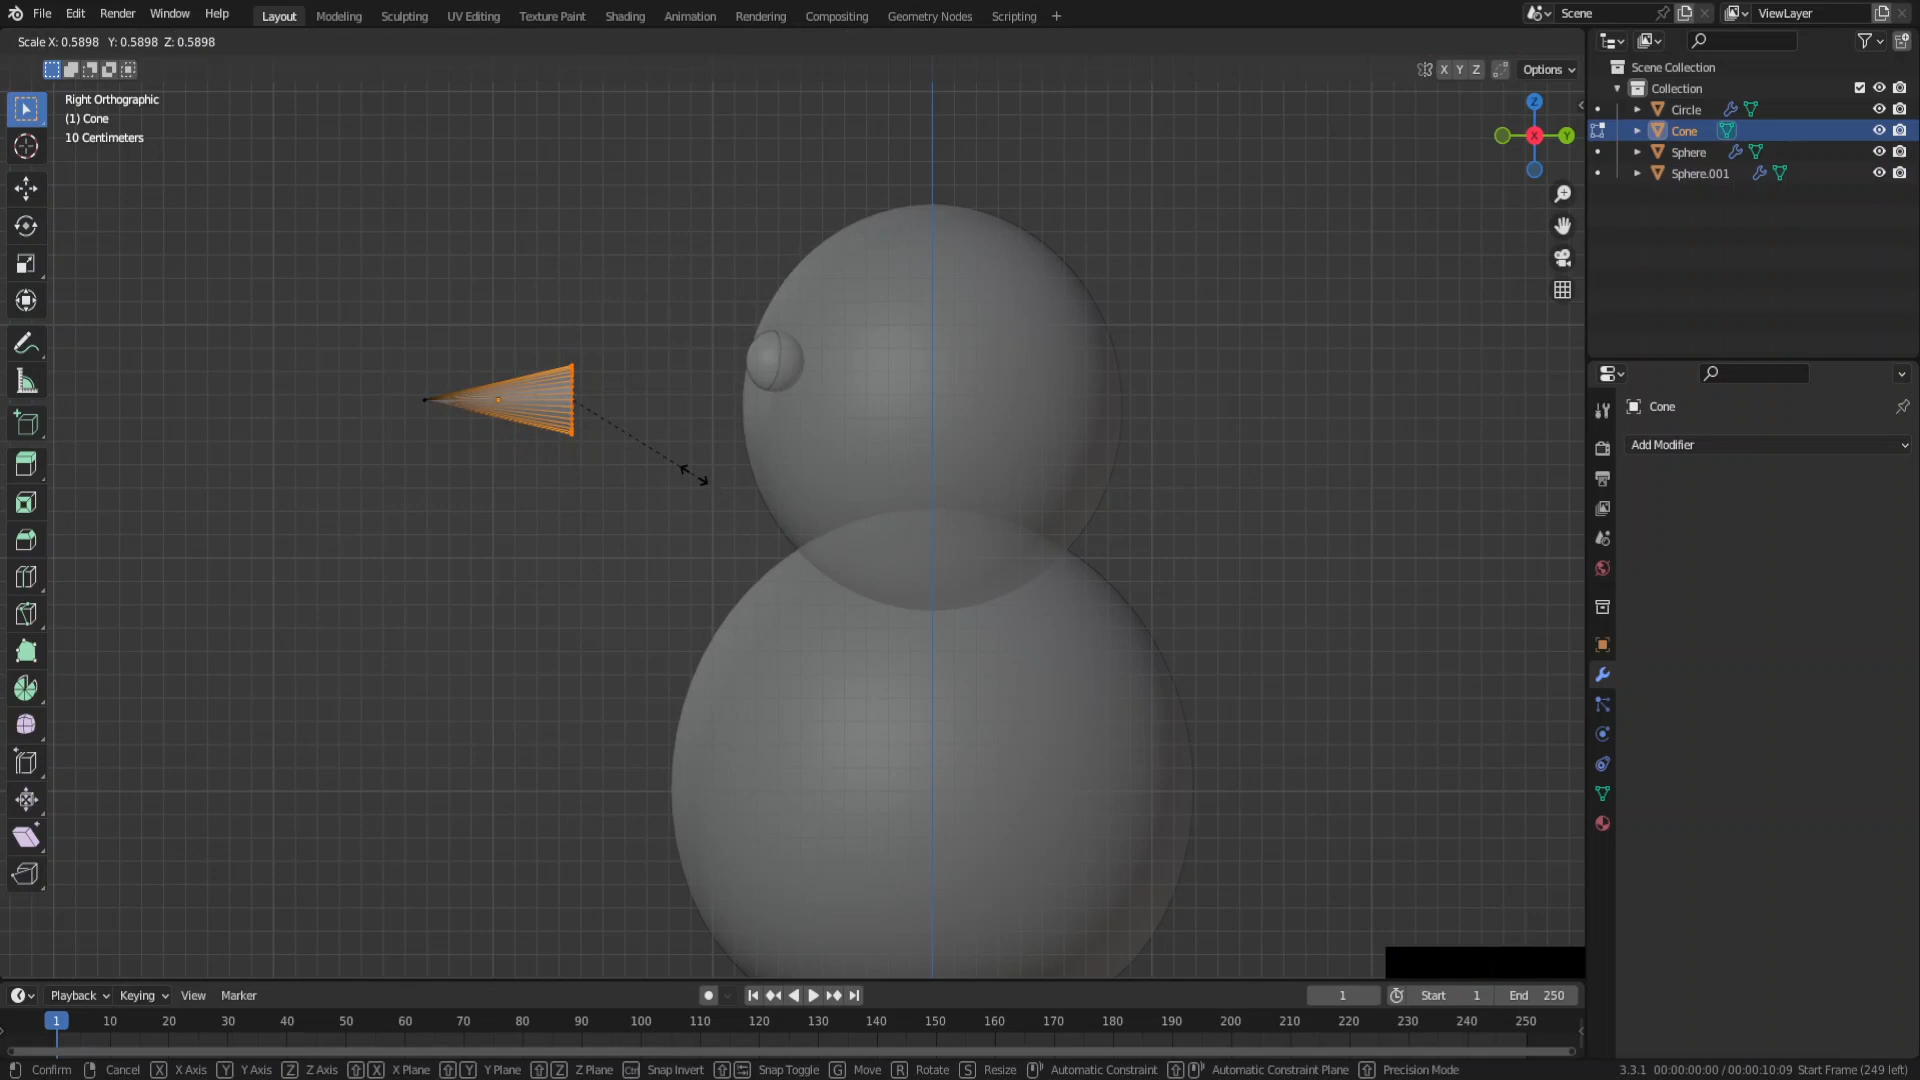 File Edit Render Window Help Layout Modeling Sculpting UV Editing Texture Paint Shading Animation Rendering Compositing Geometry Nodes Scripting + Scene ViewLayer
Scale X: 0.5898 Y: 0.5898 Z: 0.5898
X Y Z Options
Right Orthographic
(1) Cone
10 Centimeters
Z
X
Y
Scene Collection
Collection
Circle
Cone
Sphere
Sphere.001
Cone
Add Modifier
Playback Keying View Marker 1 Start 1 End 250
1 10 20 30 40 50 60 70 80 90 100 110 120 130 140 150 160 170 180 190 200 210 220 230 240 250
Confirm Cancel X X Axis Y Y Axis Z Z Axis X X Plane Y Y Plane Z Z Plane Ctrl Snap Invert Snap Toggle G Move R Rotate S Resize Automatic Constraint Automatic Constraint Plane Precision Mode 3.3.1 00:00:00:00 / 00:00:10:09 Start Frame (249 left)